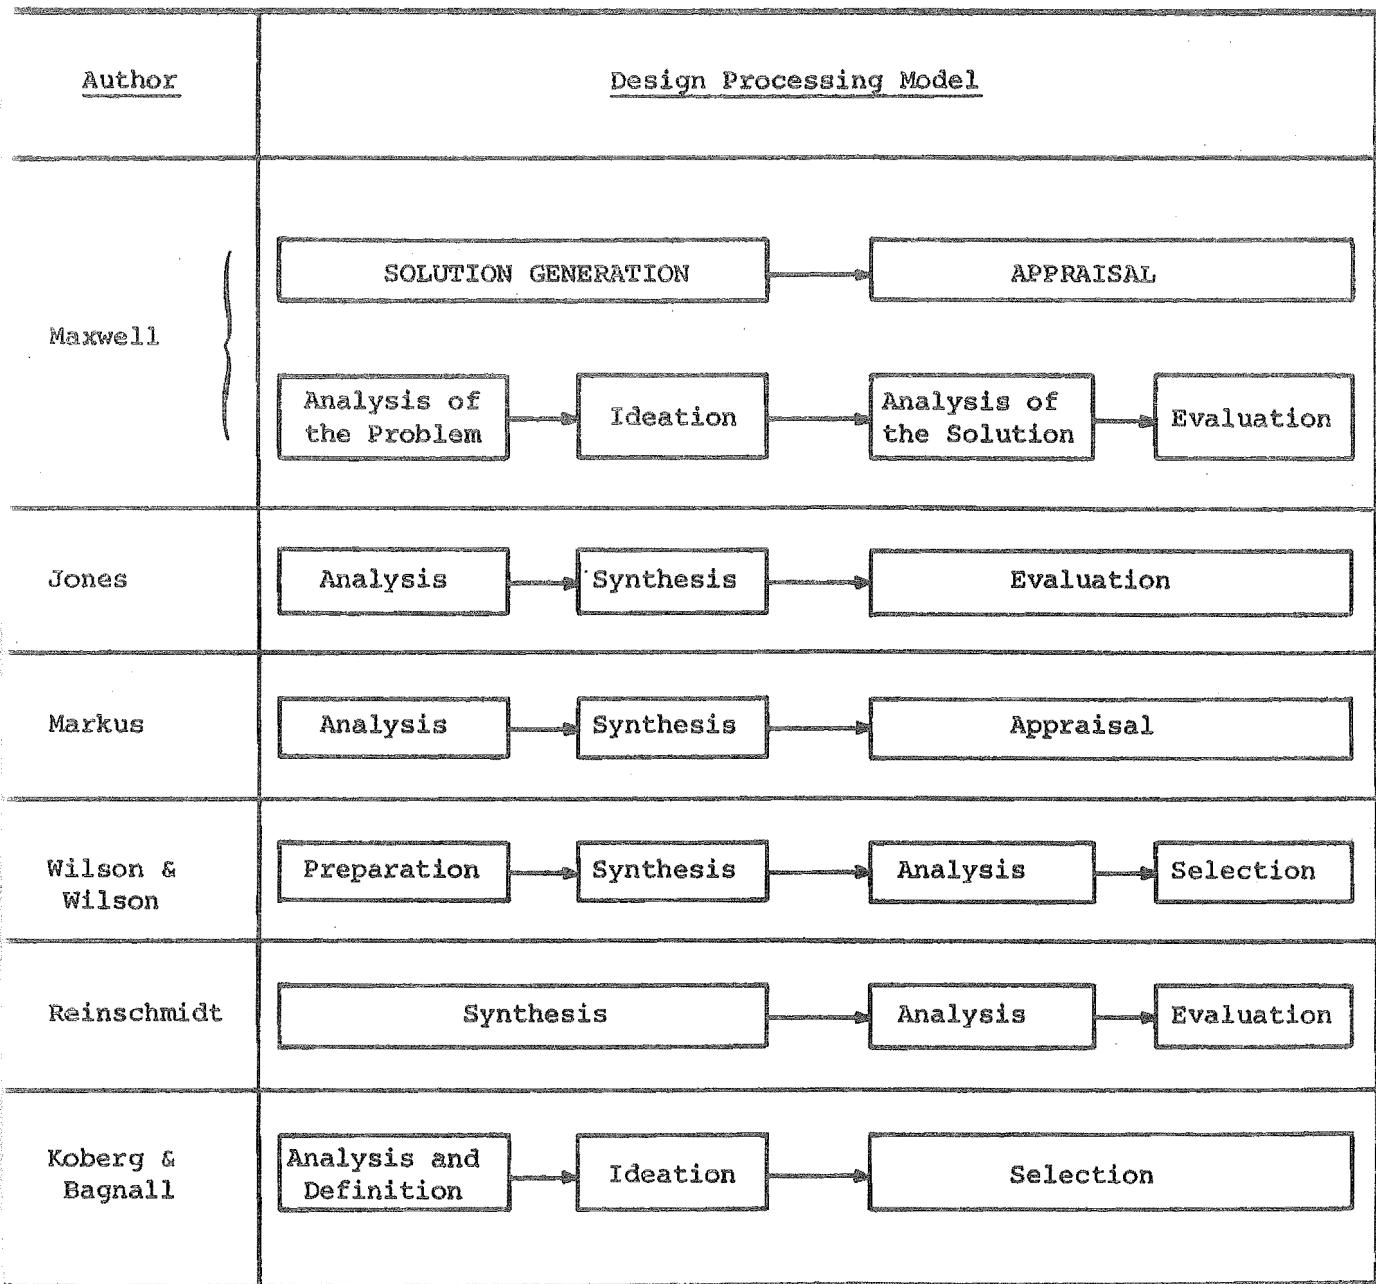 Author
Design Processing Model
Maxwell
SOLUTION GENERATION
APPRAISAL
Analysis of
the Problem
Ideation
Analysis of
the Solution
Evaluation
Jones
Analysis
Synthesis
Evaluation
Markus
Analysis
Synthesis
Appraisal
Wilson &
Wilson
Preparation
Synthesis
Analysis
Selection
Reinschmidt
Synthesis
Analysis
Evaluation
Koberg &
Bagnall
Analysis and
Definition
Ideation
Selection